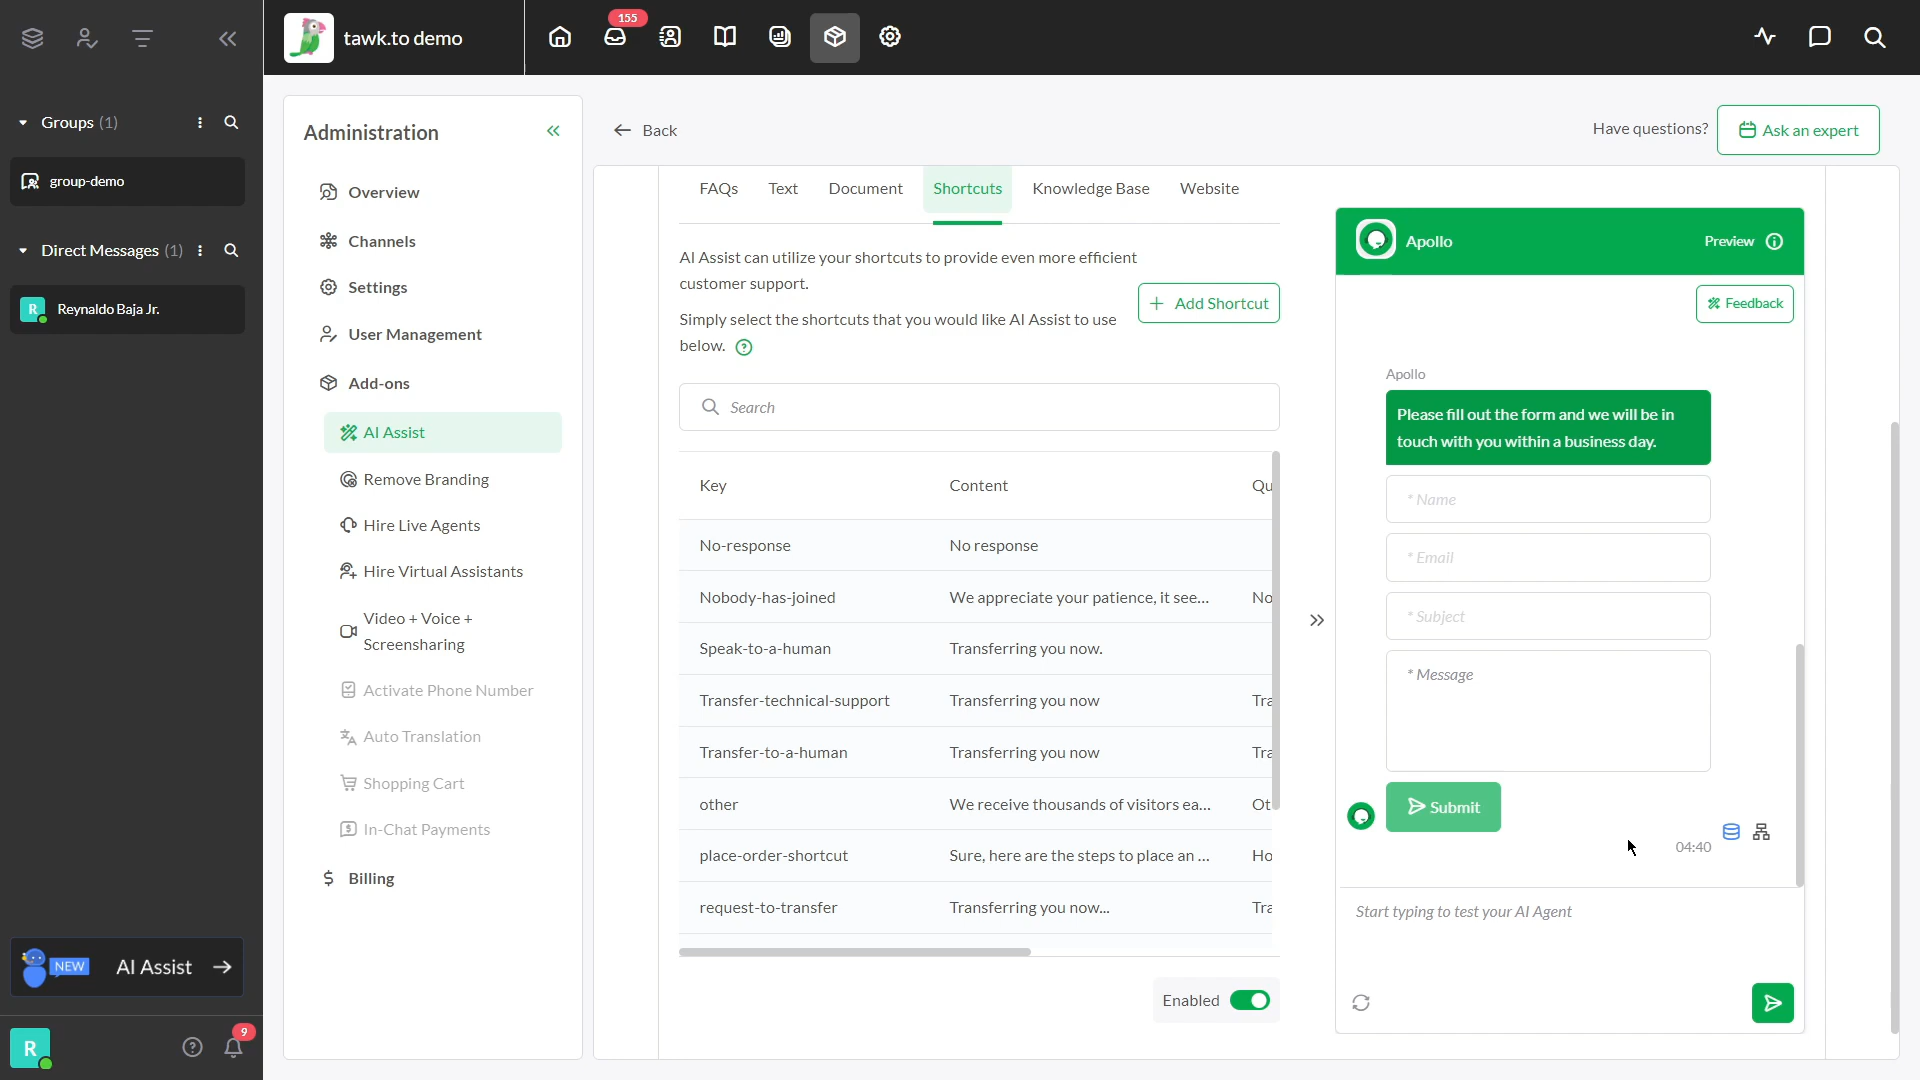 tawk.to demo
155
Groups (1)
group-demo
Direct Messages (1)
R
Reynaldo Baja Jr.
NEW
AI Assist
R
9
Administration
Overview
Channels
Settings
User Management
Add-ons
AI Assist
Remove Branding
Hire Live Agents
Hire Virtual Assistants
Video + Voice +
Screensharing
Activate Phone Number
Auto Translation
Shopping Cart
In-Chat Payments
Billing
Back
Have questions?
Ask an expert
FAQs
Text
Document
Shortcuts
Knowledge Base
Website
AI Assist can utilize your shortcuts to provide even more efficient
customer support.
Simply select the shortcuts that you would like AI Assist to use
below.
Add Shortcut
Search
Key
Content
Qu
No-response
No response
Nobody-has-joined
We appreciate your patience, it see...
No
Speak-to-a-human
Transferring you now.
Transfer-technical-support
Transferring you now
Tra
Transfer-to-a-human
Transferring you now
Tra
other
We receive thousands of visitors ea...
Ot
place-order-shortcut
Sure, here are the steps to place an ...
Ho
request-to-transfer
Transferring you now...
Tra
Enabled
Apollo
Preview
Feedback
Apollo
Please fill out the form and we will be in
touch with you within a business day.
* Name
* Email
* Subject
* Message
Submit
04:40
Start typing to test your AI Agent